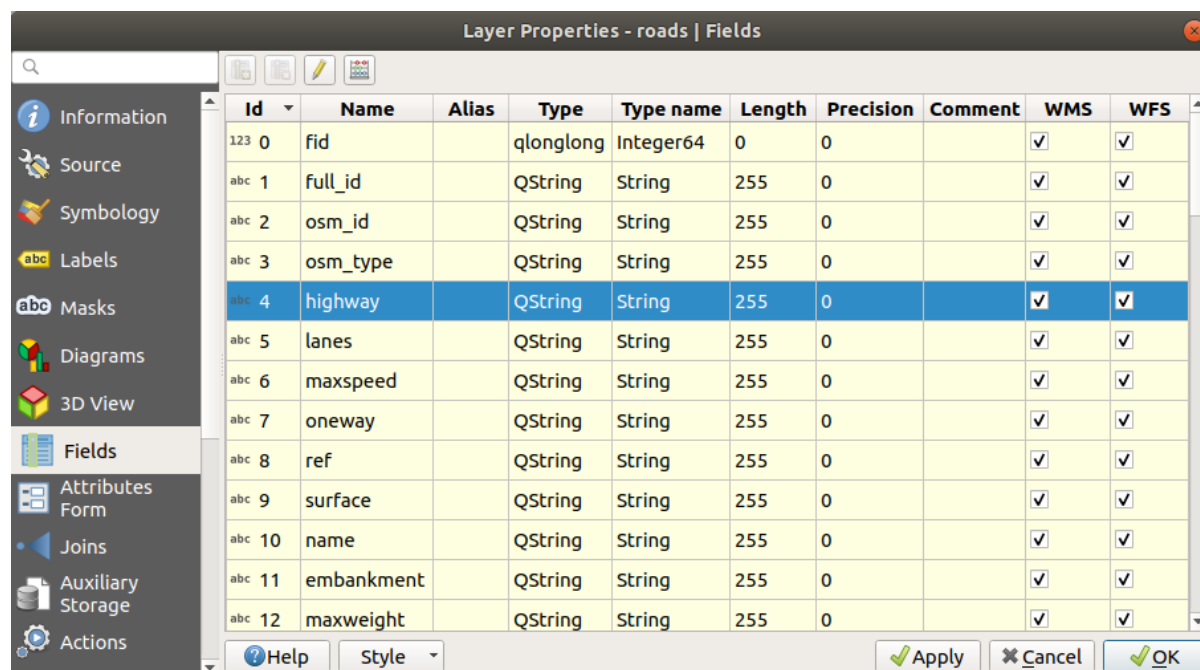 Layer Properties - roads | Fields
Information
Source
Symbology
abc Labels
abc Masks
Diagrams
3D View
Fields
Attributes
Form
Joins
Auxiliary
Storage
Actions
Id Name Alias Type Type name Length Precision Comment WMS WFS
123 0 fid qlonglong Integer64 0 0
abc 1 full_id QString String 255 0
abc 2 osm_id QString String 255 0
abc 3 osm_type QString String 255 0
abc 4 highway QString String 255 0
abc 5 lanes QString String 255 0
abc 6 maxspeed QString String 255 0
abc 7 oneway QString String 255 0
abc 8 ref QString String 255 0
abc 9 surface QString String 255 0
abc 10 name QString String 255 0
abc 11 embankment QString String 255 0
abc 12 maxweight QString String 255 0
Help Style Apply Cancel OK